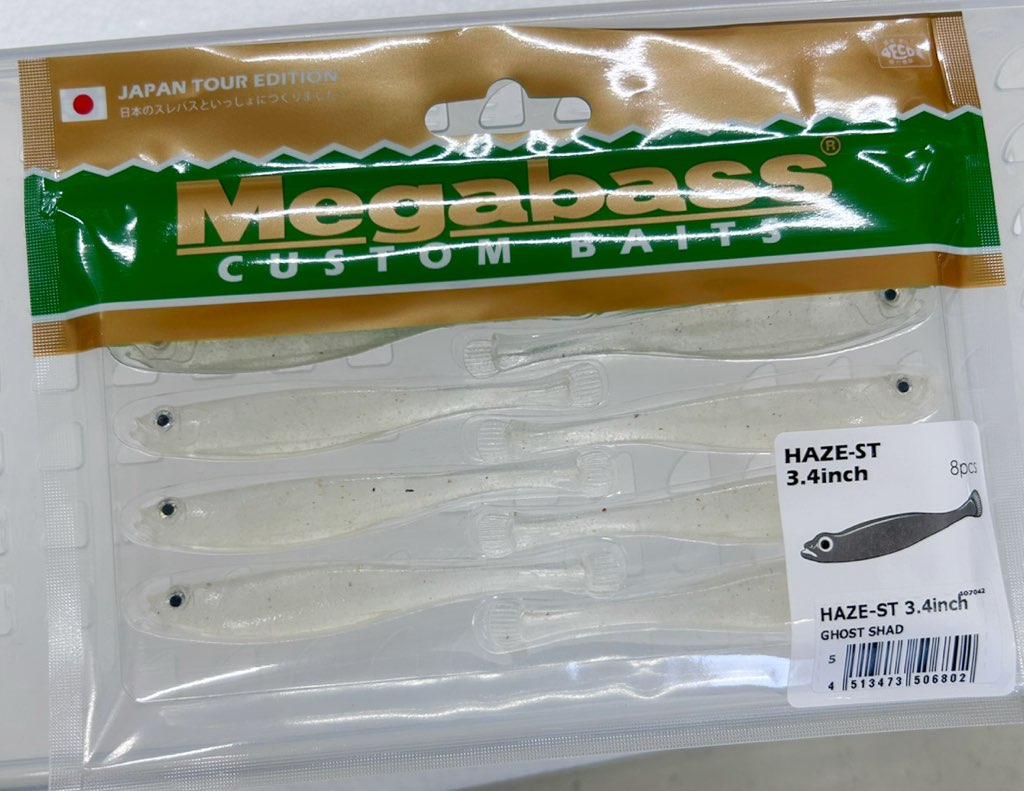 JAPAN TOUR EDITION
日本のスレバスといっしょにつくりました。
Megabass®
CUSTOM BAITS
HAZE-ST
3.4inch
8pcs
107042
HAZE-ST 3.4inch
GHOST SHAD
5
4 513473 506802